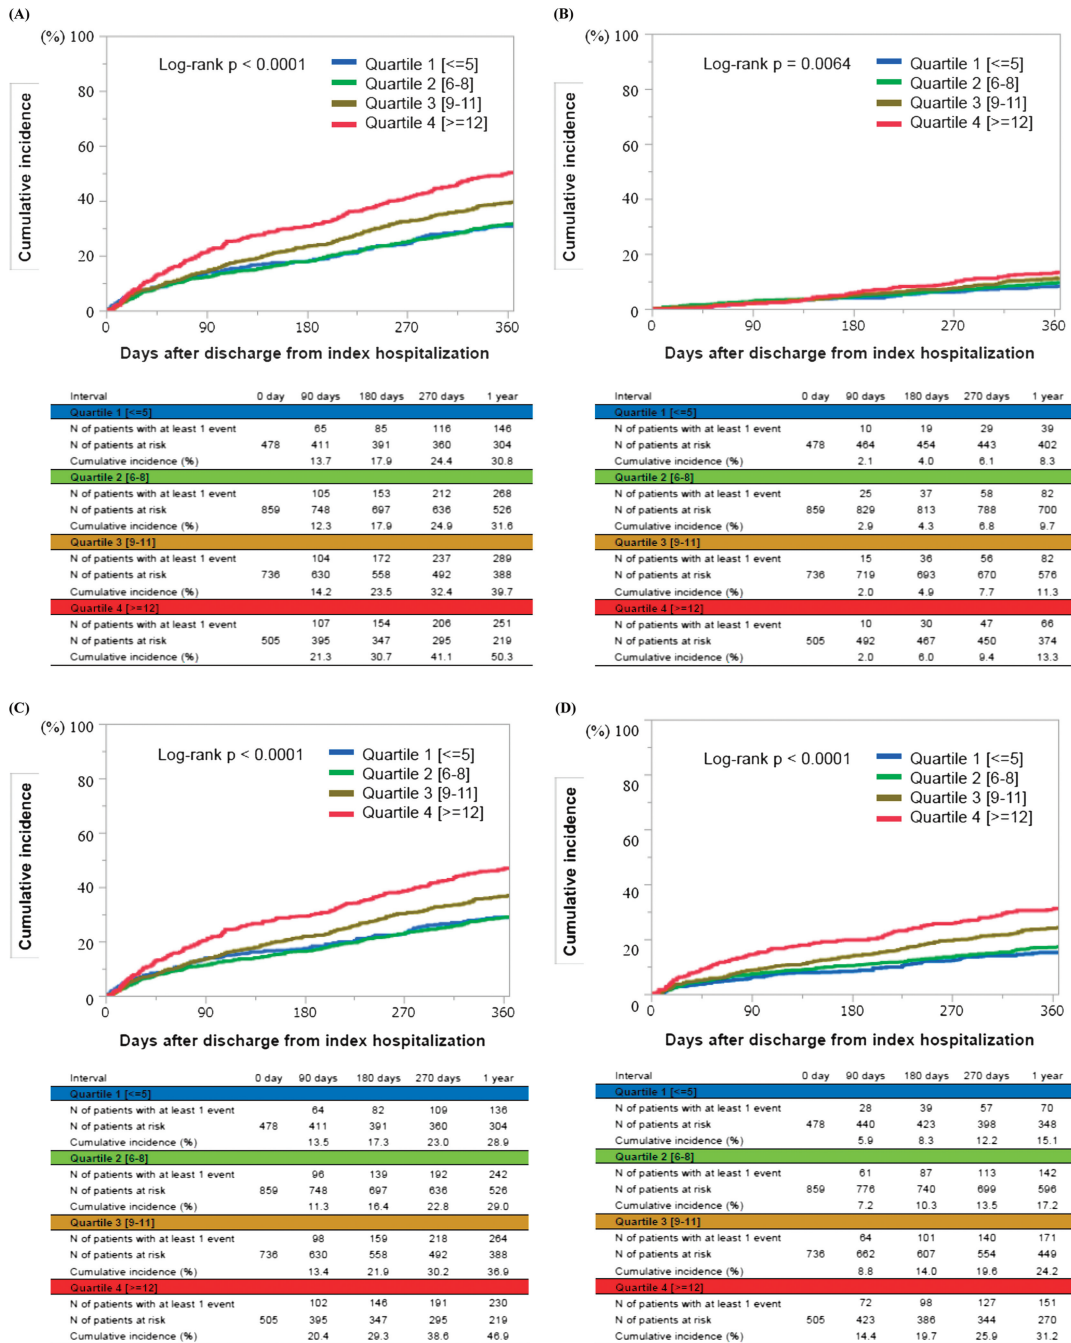 (A)
(%) 100
80
60
40
20
0
0 90 180 270 360
Cumulative incidence
Log-rank p < 0.0001
Quartile 1 [<=5]
Quartile 2 [6-8]
Quartile 3 [9-11]
Quartile 4 [>=12]
Days after discharge from index hospitalization
Interval 0 day 90 days 180 days 270 days 1 year
Quartile 1 [<=5]
N of patients with at least 1 event 65 85 116 146
N of patients at risk 478 411 391 360 304
Cumulative incidence (%) 13.7 17.9 24.4 30.8
Quartile 2 [6-8]
N of patients with at least 1 event 105 153 212 268
N of patients at risk 859 748 697 636 526
Cumulative incidence (%) 12.3 17.9 24.9 31.6
Quartile 3 [9-11]
N of patients with at least 1 event 104 172 237 289
N of patients at risk 736 630 558 492 388
Cumulative incidence (%) 14.2 23.5 32.4 39.7
Quartile 4 [>=12]
N of patients with at least 1 event 107 154 206 251
N of patients at risk 505 395 347 295 219
Cumulative incidence (%) 21.3 30.7 41.1 50.3
(B)
(%) 100
80
60
40
20
0
0 90 180 270 360
Cumulative incidence
Log-rank p = 0.0064
Quartile 1 [<=5]
Quartile 2 [6-8]
Quartile 3 [9-11]
Quartile 4 [>=12]
Days after discharge from index hospitalization
Interval 0 day 90 days 180 days 270 days 1 year
Quartile 1 [<=5]
N of patients with at least 1 event 10 19 29 39
N of patients at risk 478 464 454 443 402
Cumulative incidence (%) 2.1 4.0 6.1 8.3
Quartile 2 [6-8]
N of patients with at least 1 event 25 37 58 82
N of patients at risk 859 829 813 788 700
Cumulative incidence (%) 2.9 4.3 6.8 9.7
Quartile 3 [9-11]
N of patients with at least 1 event 15 36 56 82
N of patients at risk 736 719 693 670 576
Cumulative incidence (%) 2.0 4.9 7.7 11.3
Quartile 4 [>=12]
N of patients with at least 1 event 10 30 47 66
N of patients at risk 505 492 467 450 374
Cumulative incidence (%) 2.0 6.0 9.4 13.3
(C)
(%) 100
80
60
40
20
0
0 90 180 270 360
Cumulative incidence
Log-rank p < 0.0001
Quartile 1 [<=5]
Quartile 2 [6-8]
Quartile 3 [9-11]
Quartile 4 [>=12]
Days after discharge from index hospitalization
Interval 0 day 90 days 180 days 270 days 1 year
Quartile 1 [<=5]
N of patients with at least 1 event 64 82 109 136
N of patients at risk 478 411 391 360 304
Cumulative incidence (%) 13.5 17.3 23.0 28.9
Quartile 2 [6-8]
N of patients with at least 1 event 96 139 192 242
N of patients at risk 859 748 697 636 526
Cumulative incidence (%) 11.3 16.4 22.8 29.0
Quartile 3 [9-11]
N of patients with at least 1 event 98 159 218 264
N of patients at risk 736 630 558 492 388
Cumulative incidence (%) 13.4 21.9 30.2 36.9
Quartile 4 [>=12]
N of patients with at least 1 event 102 146 191 230
N of patients at risk 505 395 347 295 219
Cumulative incidence (%) 20.4 29.3 38.6 46.9
(D)
(%) 100
80
60
40
20
0
0 90 180 270 360
Cumulative incidence
Log-rank p < 0.0001
Quartile 1 [<=5]
Quartile 2 [6-8]
Quartile 3 [9-11]
Quartile 4 [>=12]
Days after discharge from index hospitalization
Interval 0 day 90 days 180 days 270 days 1 year
Quartile 1 [<=5]
N of patients with at least 1 event 28 39 57 70
N of patients at risk 478 440 423 398 348
Cumulative incidence (%) 5.9 8.3 12.2 15.1
Quartile 2 [6-8]
N of patients with at least 1 event 61 87 113 142
N of patients at risk 859 776 740 699 596
Cumulative incidence (%) 7.2 10.3 13.5 17.2
Quartile 3 [9-11]
N of patients with at least 1 event 64 101 140 171
N of patients at risk 736 662 607 554 449
Cumulative incidence (%) 8.8 14.0 19.6 24.2
Quartile 4 [>=12]
N of patients with at least 1 event 72 98 127 151
N of patients at risk 505 423 386 344 270
Cumulative incidence (%) 14.4 19.7 25.9 31.2